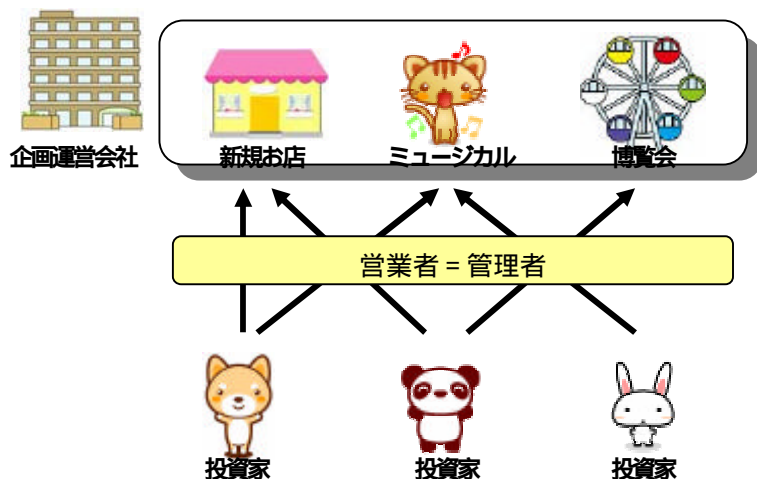 企画運営会社
新規お店
ミュージカル
博覧会
営業者 = 管理者
投資家
投資家
投資家